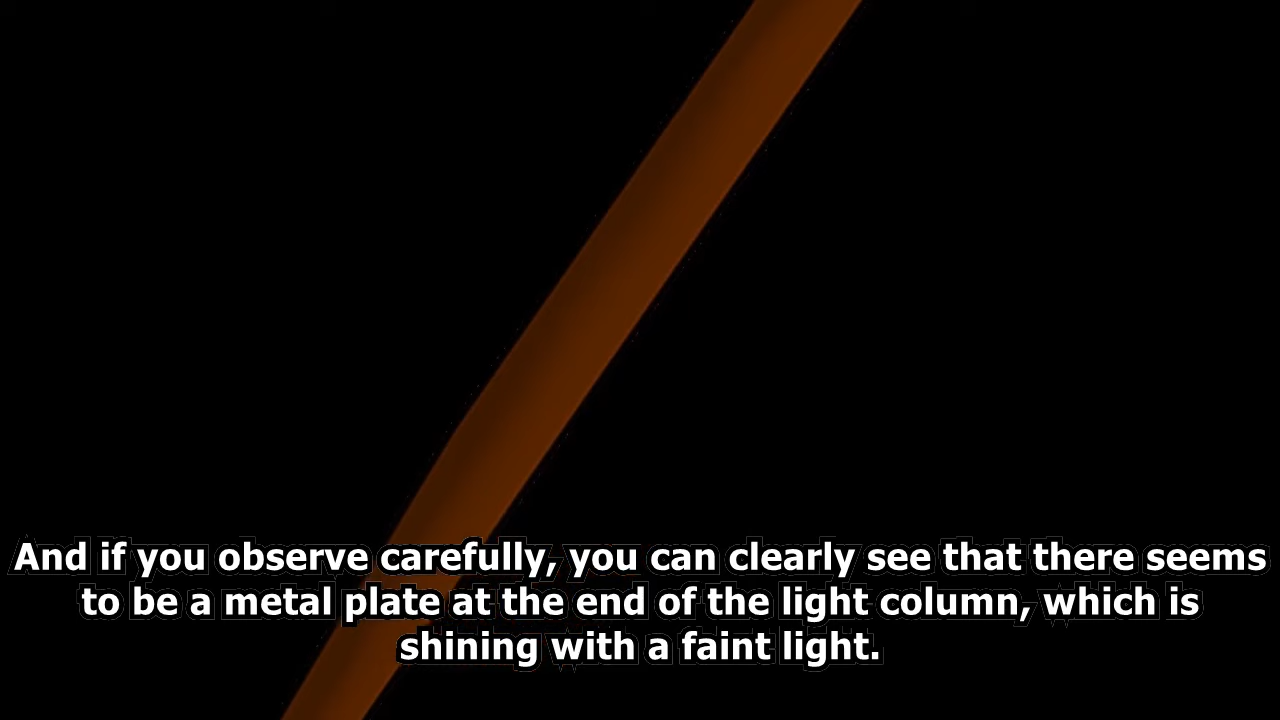 And if you observe carefully, you can clearly see that there seems
to be a metal plate at the end of the light column, which is
shining with a faint light.